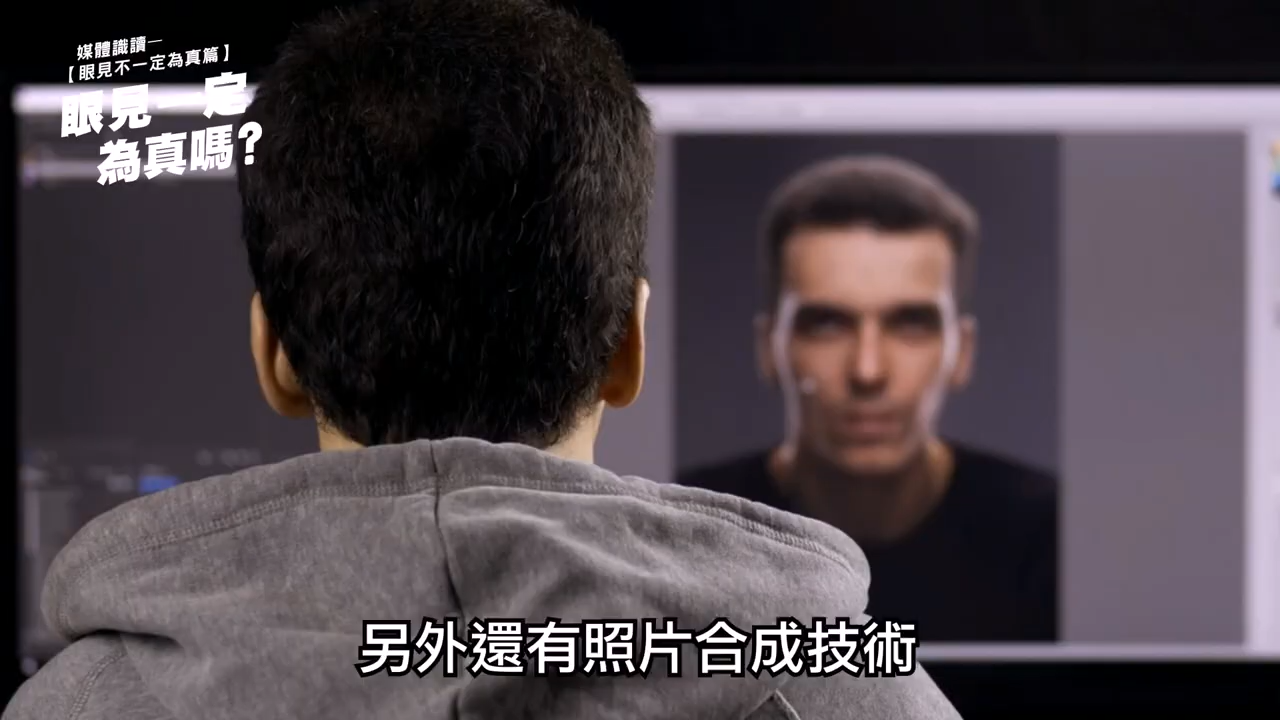 媒體識讀—
【眼見不一定為真篇】
眼見一定
為真嗎?
另外還有照片合成技術